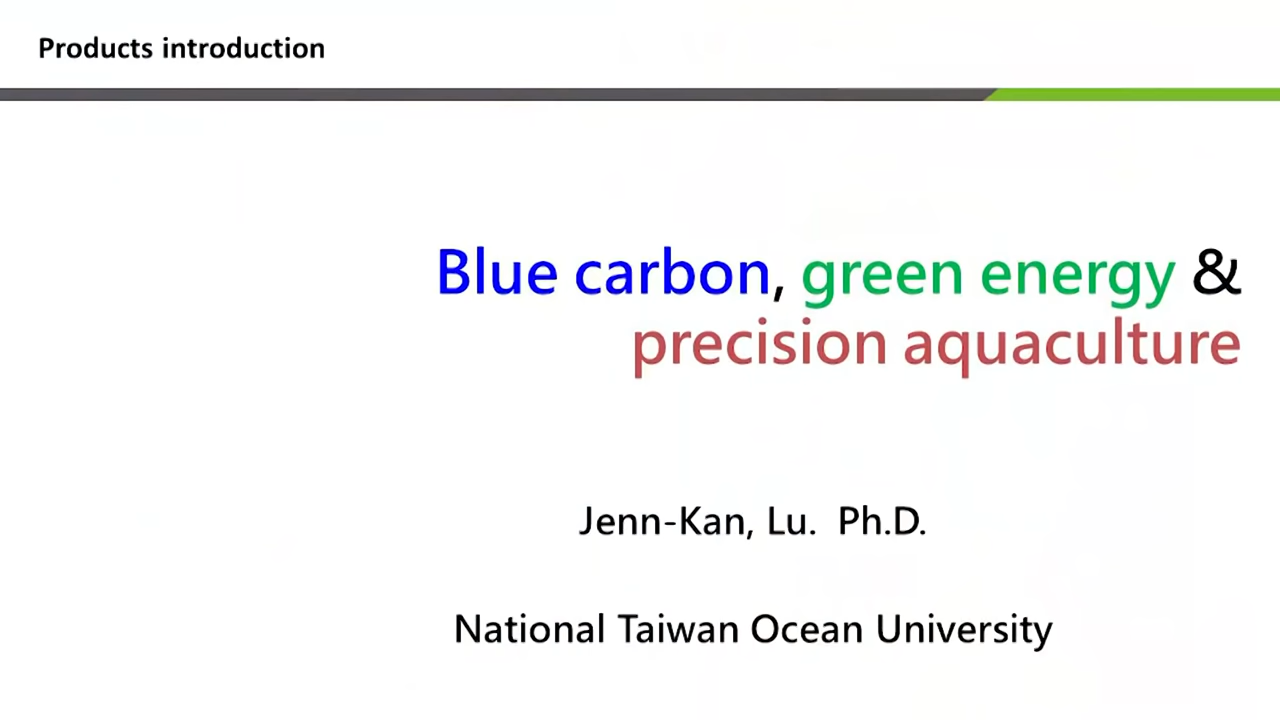 Products introduction
Blue carbon, green energy &
precision aquaculture
Jenn-Kan, Lu. Ph.D.
National Taiwan Ocean University